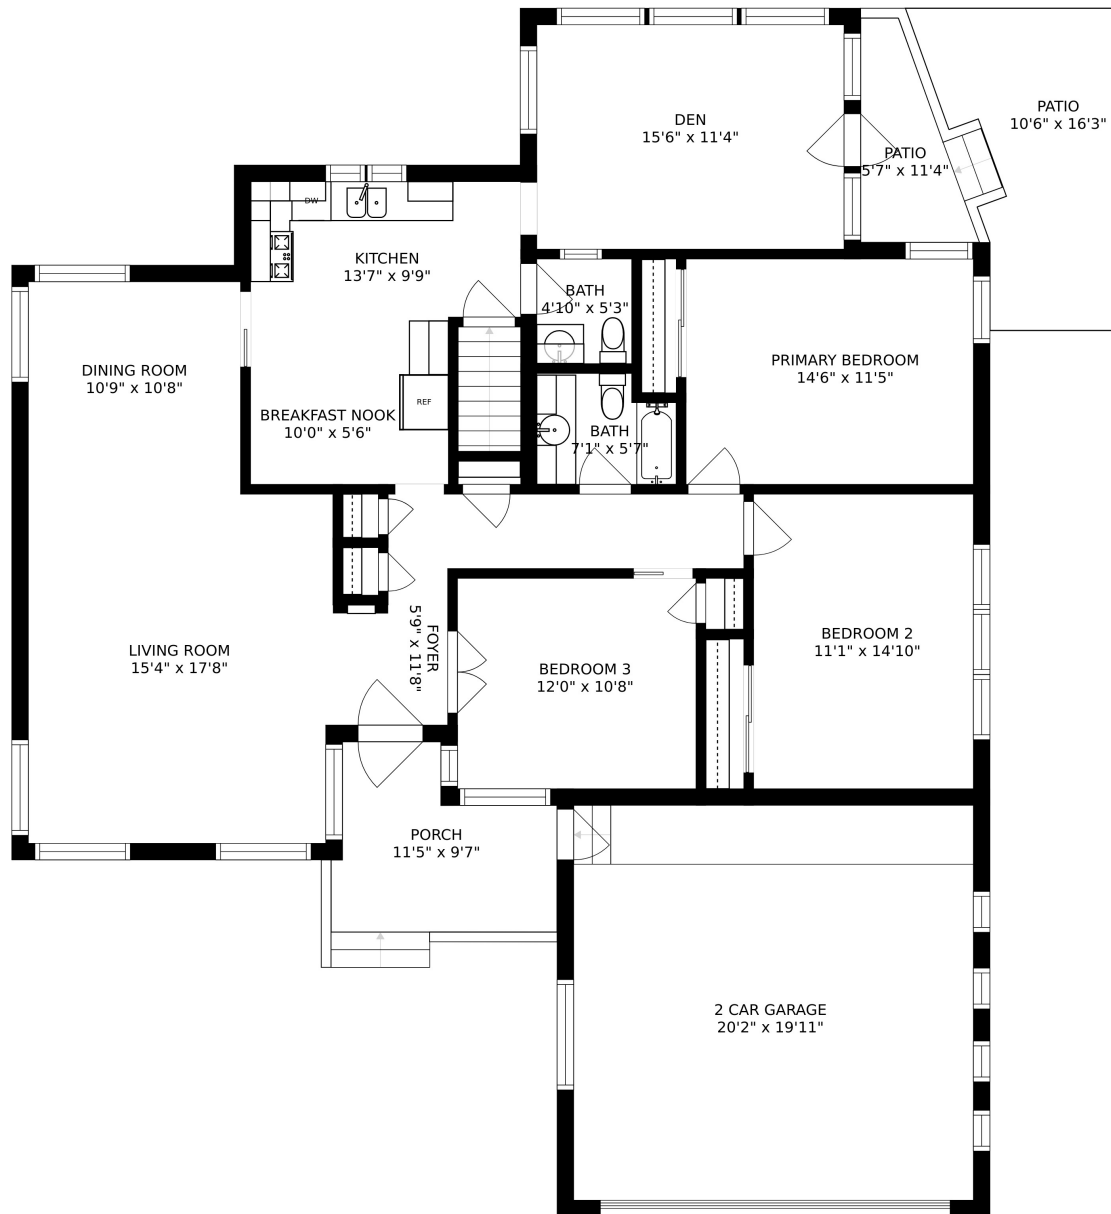 DEN
15'6" x 11'4"
PATIO
10'6" x 16'3"
PATIO
5'7" x 11'4"
DW
KITCHEN
13'7" x 9'9"
BATH
4'10" x 5'3"
PRIMARY BEDROOM
14'6" x 11'5"
DINING ROOM
10'9" x 10'8"
REF
BREAKFAST NOOK
10'0" x 5'6"
BATH
7'1" x 5'7"
LIVING ROOM
15'4" x 17'8"
FOYER
5'9" x 11'8"
BEDROOM 3
12'0" x 10'8"
BEDROOM 2
11'1" x 14'10"
PORCH
11'5" x 9'7"
2 CAR GARAGE
20'2" x 19'11"